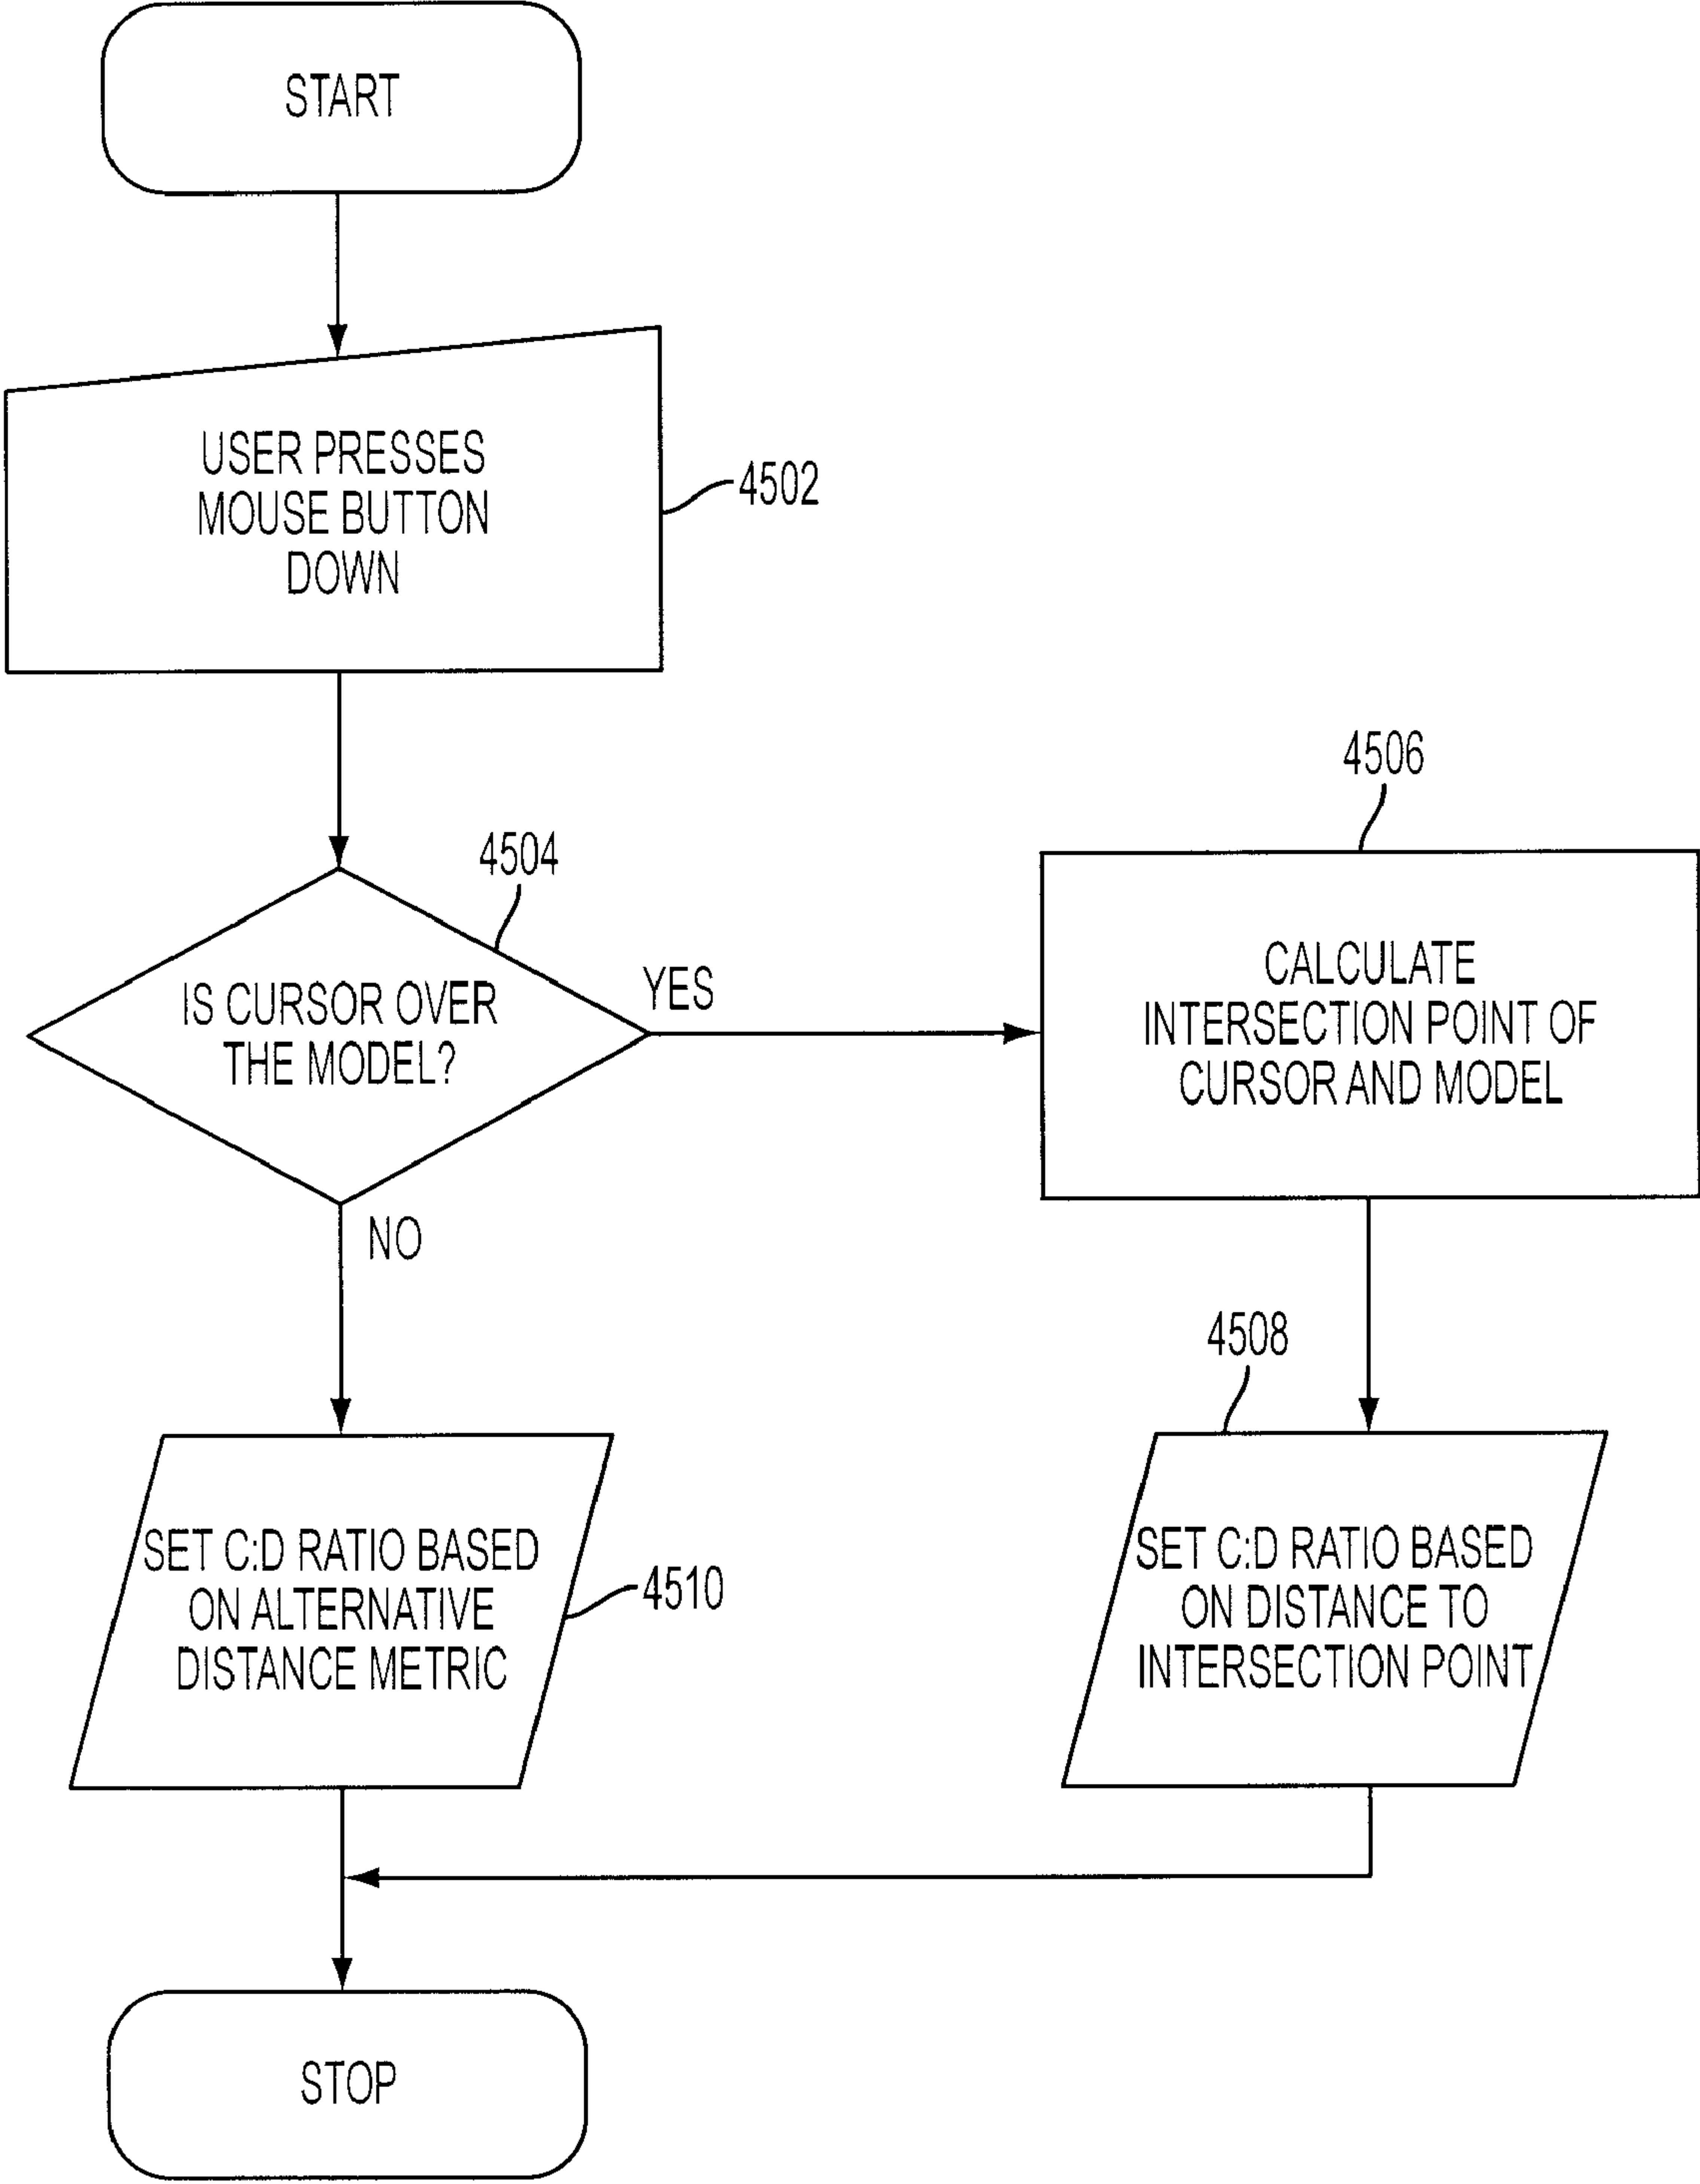 START
USER PRESSES
MOUSE BUTTON
DOWN
4502
4504
IS CURSOR OVER
THE MODEL?
YES
NO
4506
CALCULATE
INTERSECTION POINT OF
CURSOR AND MODEL
4508
SET C:D RATIO BASED
ON DISTANCE TO
INTERSECTION POINT
SET C:D RATIO BASED
ON ALTERNATIVE
DISTANCE METRIC
4510
STOP